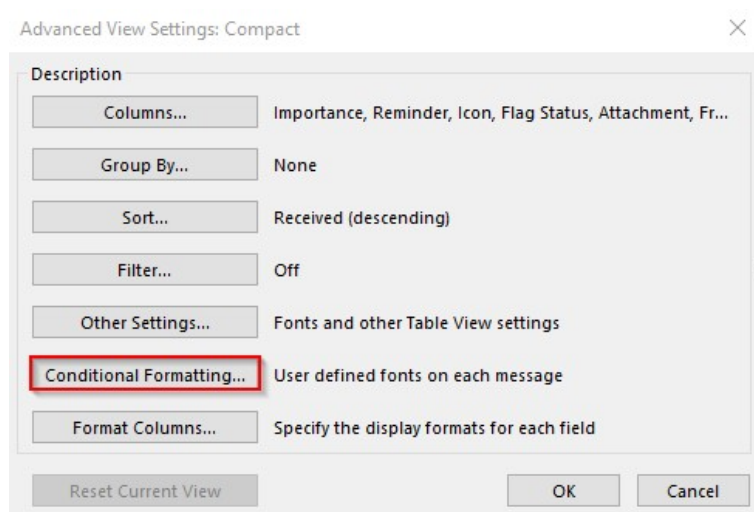 Advanced View Settings: Compact
Description
Columns... Importance, Reminder, Icon, Flag Status, Attachment, Fr...
Group By... None
Sort... Received (descending)
Filter... Off
Other Settings... Fonts and other Table View settings
Conditional Formatting... User defined fonts on each message
Format Columns... Specify the display formats for each field
Reset Current View OK Cancel